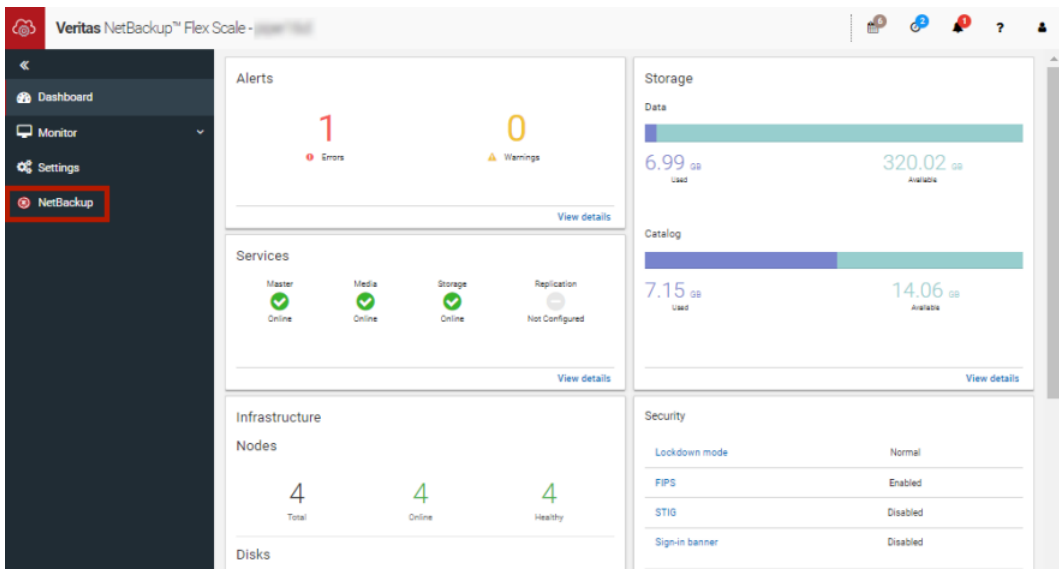 Veritas NetBackup™ Flex Scale -
6
2
1
?
«
Dashboard
Monitor
Settings
NetBackup
Alerts
1
Errors
0
Warnings
View details
Services
Master
Media
Storage
Replication
Online
Online
Online
Not Configured
View details
Infrastructure
Nodes
4
4
4
Total
Online
Healthy
Disks
Storage
Data
6.99 GB
320.02 GB
Used
Available
Catalog
7.15 GB
14.06 GB
Used
Available
View details
Security
Lockdown mode Normal
FIPS Enabled
STIG Disabled
Sign-in banner Disabled